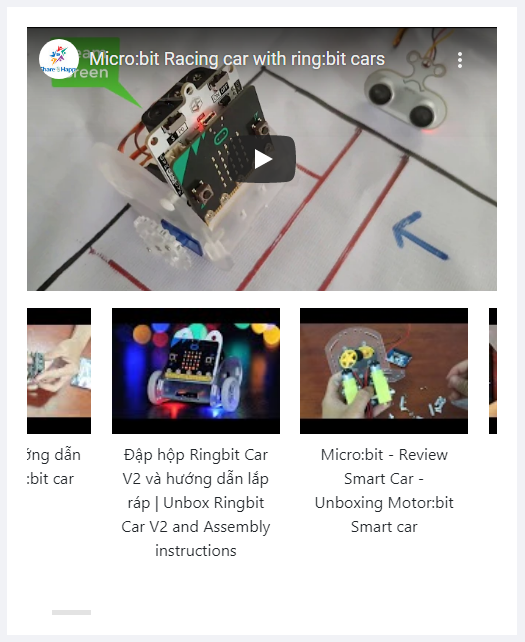 Team
Green
Share & Happy
Micro:bit Racing car with ring:bit cars
ớng dẫn
:bit car
Đập hộp Ringbit Car
V2 và hướng dẫn lắp
ráp | Unbox Ringbit
Car V2 and Assembly
instructions
Micro:bit - Review
Smart Car -
Unboxing Motor:bit
Smart car